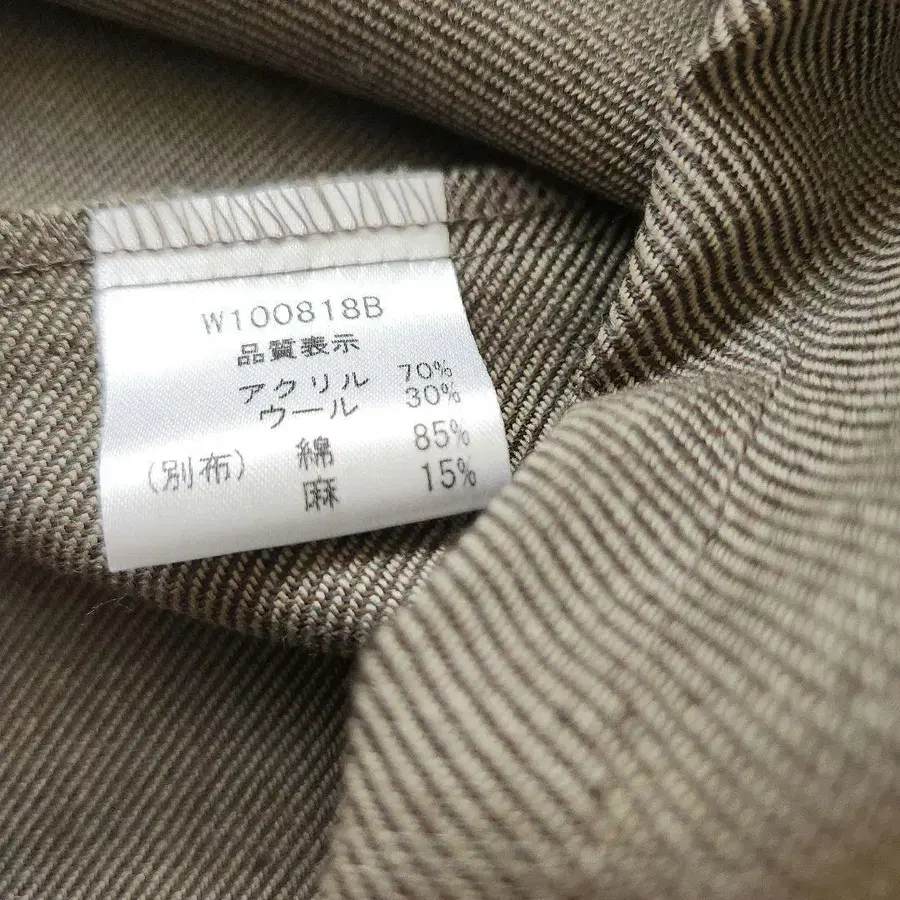 W100818B
品質表示
アクリル 70%
ウール 30%
(別布) 綿 85%
麻 15%